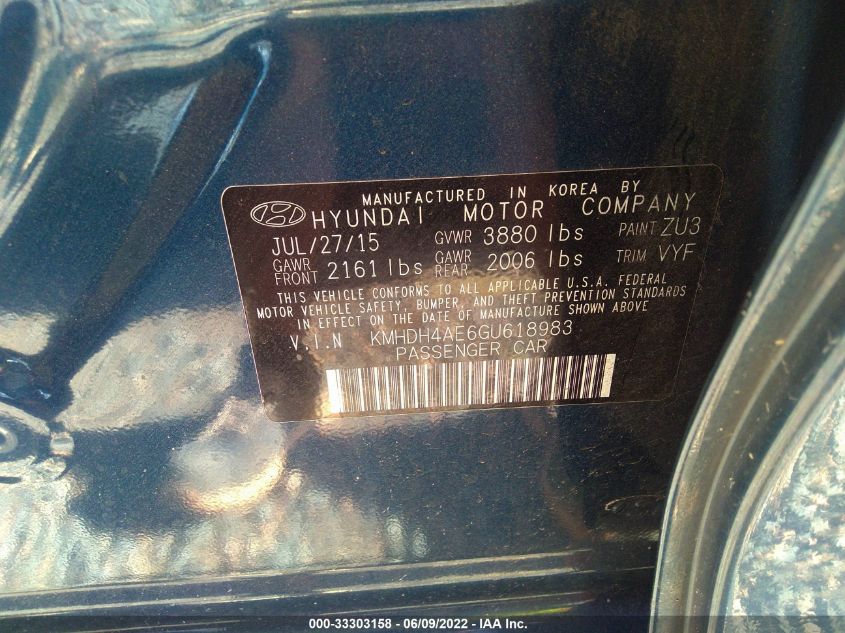 MANUFACTURED IN KOREA BY
HYUNDAI MOTOR COMPANY
JUL/27/15 GVWR 3880 lbs PAINT ZU3
GAWR FRONT 2161 lbs GAWR REAR 2006 lbs TRIM VYF
THIS VEHICLE CONFORMS TO ALL APPLICABLE U.S.A. FEDERAL
MOTOR VEHICLE SAFETY, BUMPER, AND THEFT PREVENTION STANDARDS
IN EFFECT ON THE DATE OF MANUFACTURE SHOWN ABOVE
V.I.N KMHDH4AE6GU618983
PASSENGER CAR
000-33303158 - 06/09/2022 - IAA Inc.